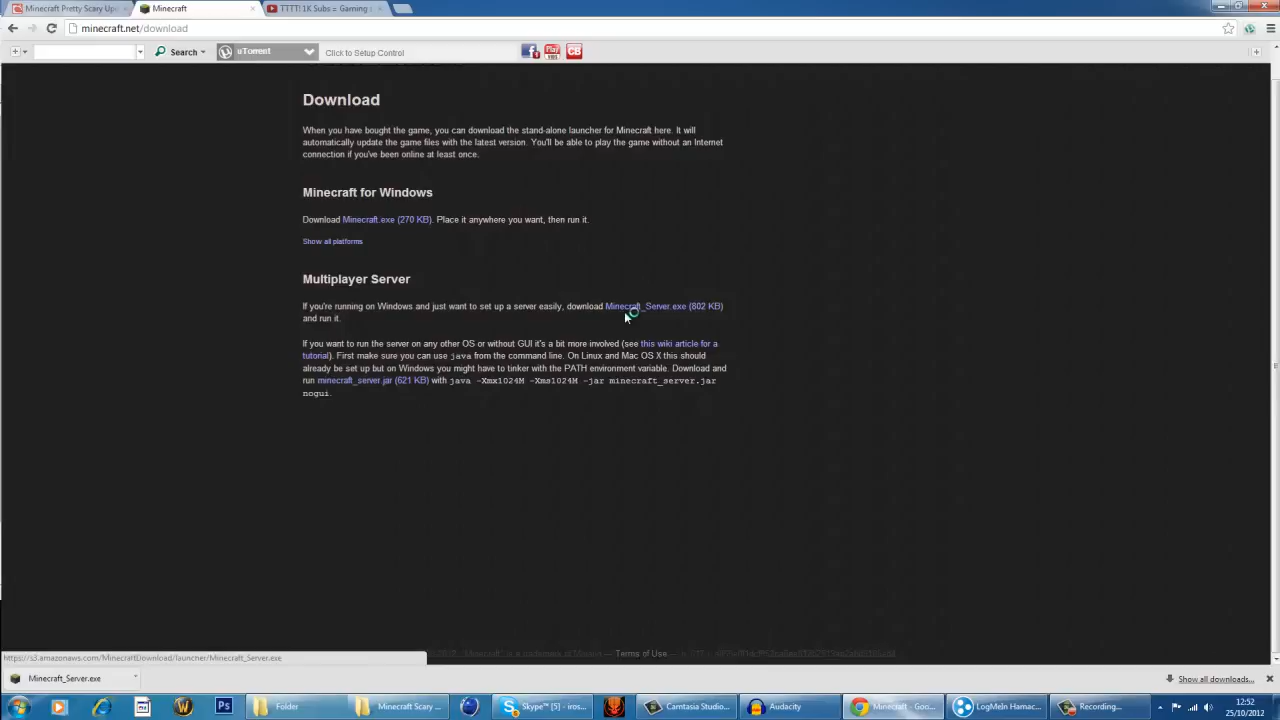 Minecraft Pretty Scary Up
Minecraft
TTTT! 1K Subs = Gaming
minecraft.net/download
Search
uTorrent
Click to Setup Control
Download
When you have bought the game, you can download the stand-alone launcher for Minecraft here. It will
automatically update the game files with the latest version. You'll be able to play the game without an Internet
connection if you've been online at least once.
Minecraft for Windows
Download Minecraft.exe (270 KB). Place it anywhere you want, then run it.
Show all platforms
Multiplayer Server
If you're running on Windows and just want to set up a server easily, download Minecraft_Server.exe (802 KB)
and run it.
If you want to run the server on any other OS or without GUI it's a bit more involved (see this wiki article for a
tutorial). First make sure you can use java from the command line. On Linux and Mac OS X this should
already be set up but on Windows you might have to tinker with the PATH environment variable. Download and
run minecraft_server.jar (621 KB) with java -Xmx1024M -Xms1024M -jar minecraft_server.jar
nogui.
"Minecraft" is a trademark of — Terms of Use —
https://s3.amazonaws.com/MinecraftDownload/launcher/Minecraft_Server.exe
Minecraft_Server.exe
Show all downloads...
Ps
Folder
Minecraft Scary ...
Skype™ [5] - iros...
Camtasia Studio...
Audacity
Minecraft - Goo...
LogMeIn Hamac...
Recording...
12:52
25/10/2012